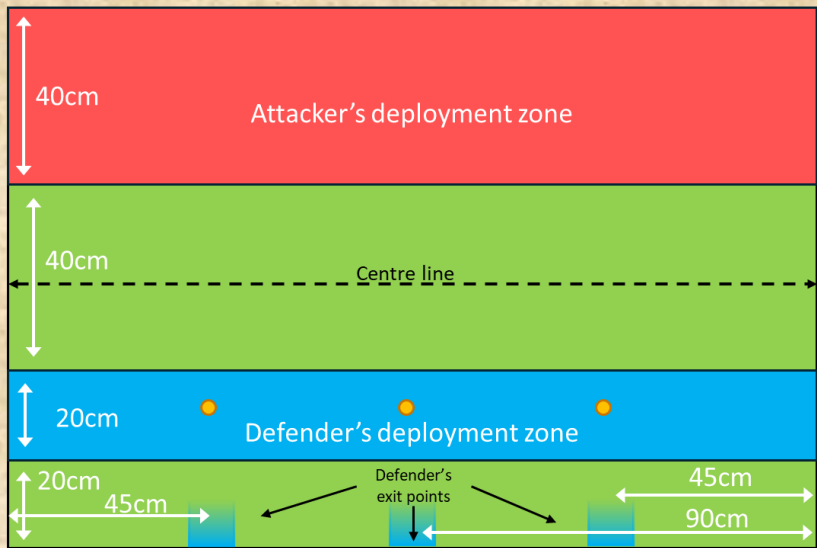 40cm
Attacker's deployment zone
40cm
Centre line
20cm
Defender's deployment zone
20cm
Defender's
exit points
45cm
45cm
90cm